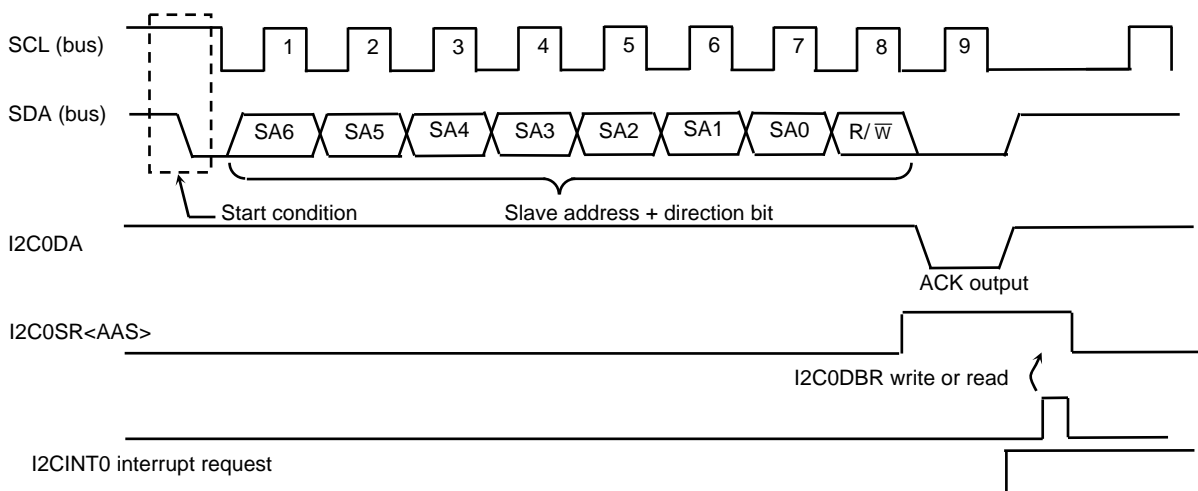 SCL (bus)
1 2 3 4 5 6 7 8 9
SDA (bus)
SA6 SA5 SA4 SA3 SA2 SA1 SA0 R/W̅
Start condition
Slave address + direction bit
I2C0DA
ACK output
I2C0SR<AAS>
I2C0DBR write or read
I2CINT0 interrupt request